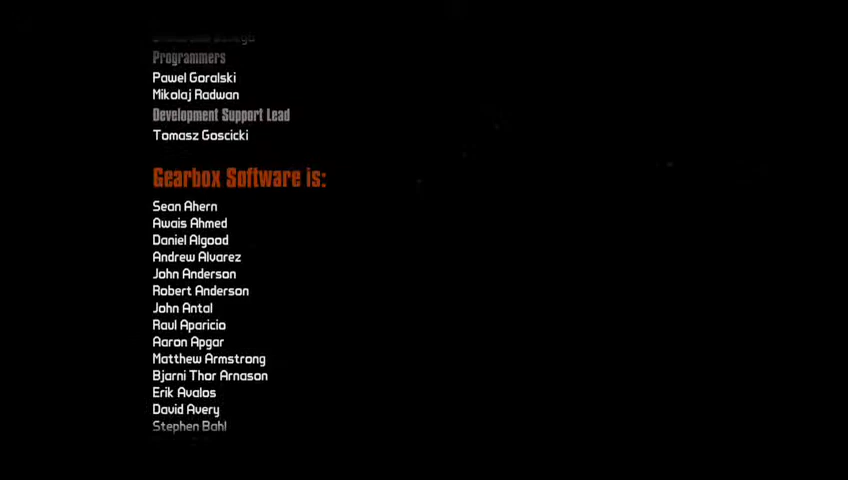 Programmers
Pawel Goralski
Mikolaj Radwan
Development Support Lead
Tomasz Goscicki
Gearbox Software is:
Sean Ahern
Awais Ahmed
Daniel Algood
Andrew Alvarez
John Anderson
Robert Anderson
John Antal
Raul Aparicio
Aaron Apgar
Matthew Armstrong
Bjarni Thor Arnason
Erik Avalos
David Avery
Stephen Bahl